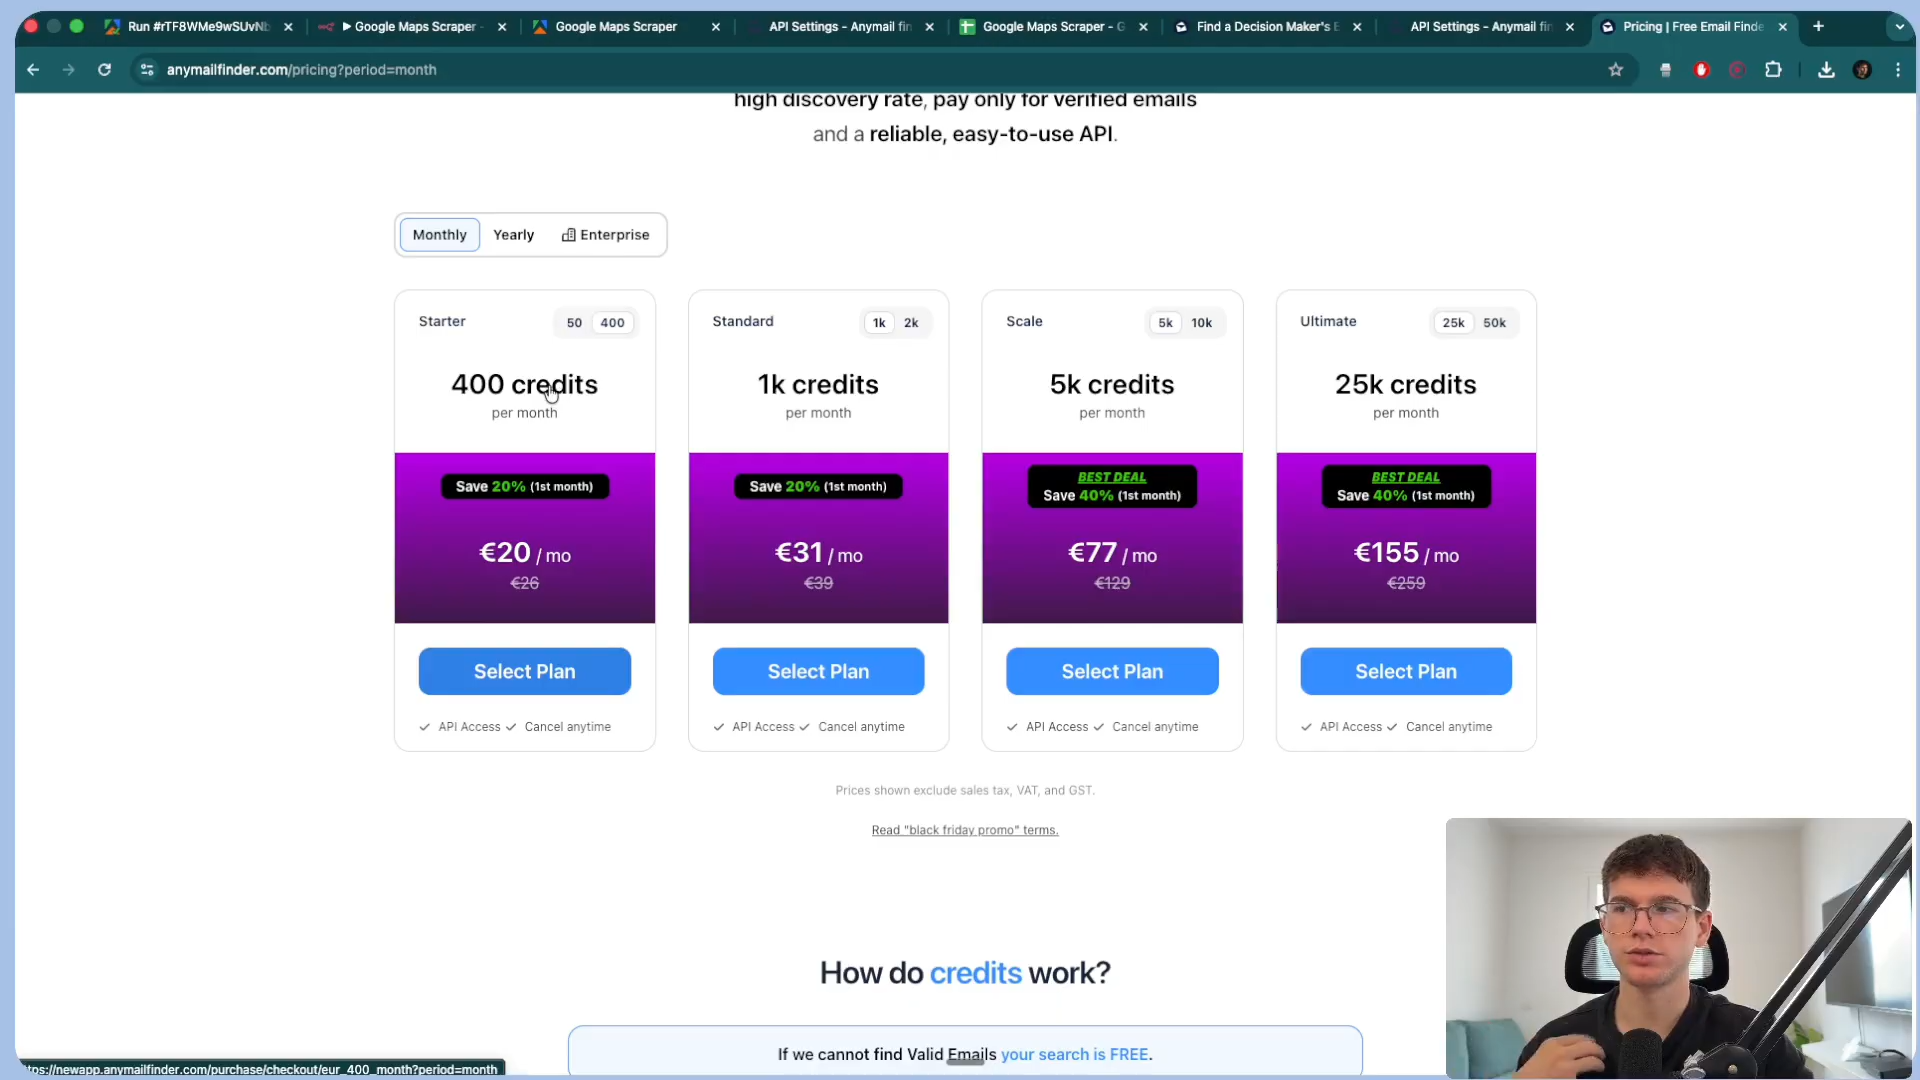 Run #rTF8WMe9wSUvNb
Google Maps Scraper -
Google Maps Scraper
API Settings - Anymail fin
Google Maps Scraper - G
Find a Decision Maker's E
API Settings - Anymail fin
Pricing | Free Email Finde
anymailfinder.com/pricing?period=month
high discovery rate, pay only for verified emails
and a reliable, easy-to-use API.
Monthly Yearly Enterprise
Starter 50 400
400 credits
per month
Save 20% (1st month)
€20 / mo
€26
Select Plan
API Access Cancel anytime
Standard 1k 2k
1k credits
per month
Save 20% (1st month)
€31 / mo
€39
Select Plan
API Access Cancel anytime
Scale 5k 10k
5k credits
per month
BEST DEAL
Save 40% (1st month)
€77 / mo
€129
Select Plan
API Access Cancel anytime
Ultimate 25k 50k
25k credits
per month
BEST DEAL
Save 40% (1st month)
€155 / mo
€259
Select Plan
API Access Cancel anytime
Prices shown exclude sales tax, VAT, and GST.
Read "black friday promo" terms.
How do credits work?
If we cannot find Valid Emails your search is FREE.
tps://newapp.anymailfinder.com/purchase/checkout/eur_400_month?period=month